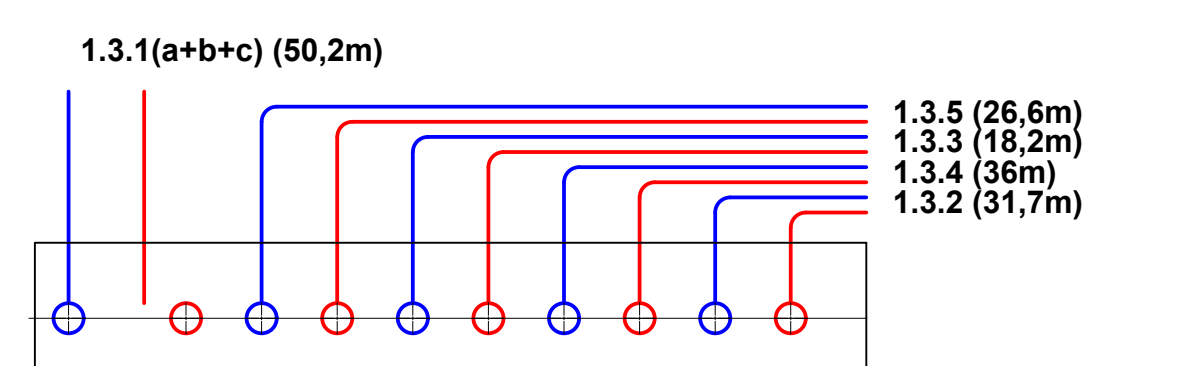 1.3.1(a+b+c) (50,2m)
1.3.5 (26,6m)
1.3.3 (18,2m)
1.3.4 (36m)
1.3.2 (31,7m)